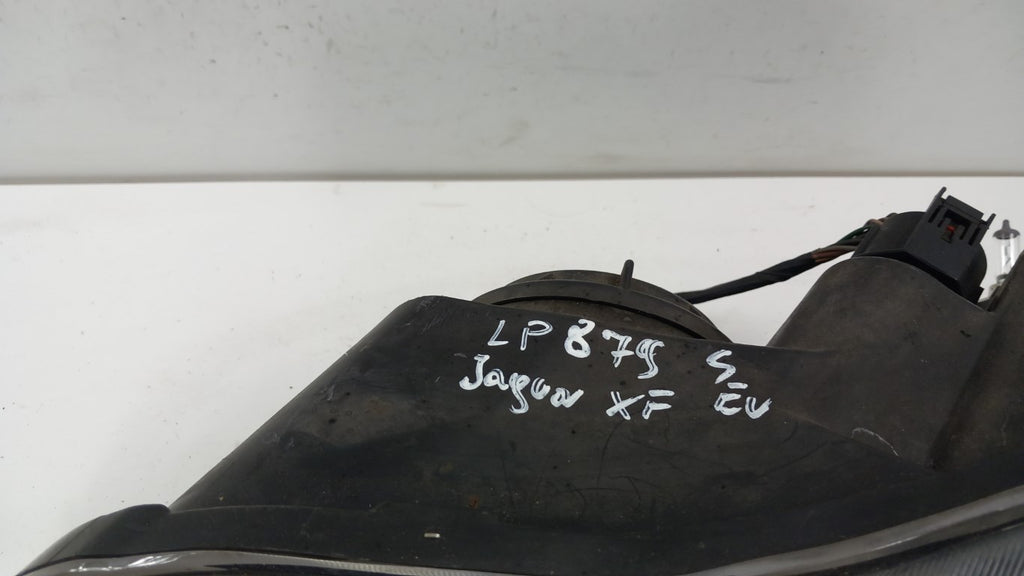 LP 879 S
Jaguar XF EU